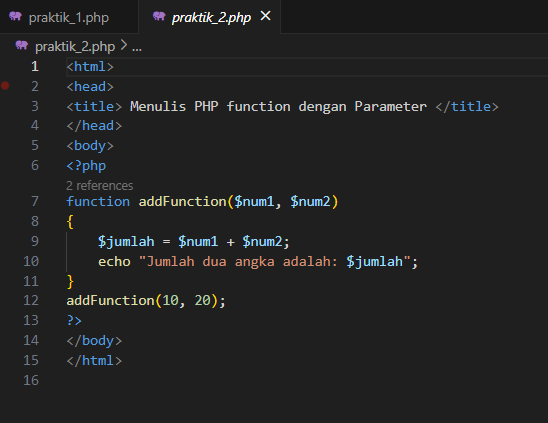 praktik_1.php praktik_2.php
praktik_2.php > ...
1 <html>
2 <head>
3 <title> Menulis PHP function dengan Parameter </title>
4 </head>
5 <body>
6 <?php
2 references
7 function addFunction($num1, $num2)
8 {
9     $jumlah = $num1 + $num2;
10     echo "Jumlah dua angka adalah: $jumlah";
11 }
12 addFunction(10, 20);
13 ?>
14 </body>
15 </html>
16